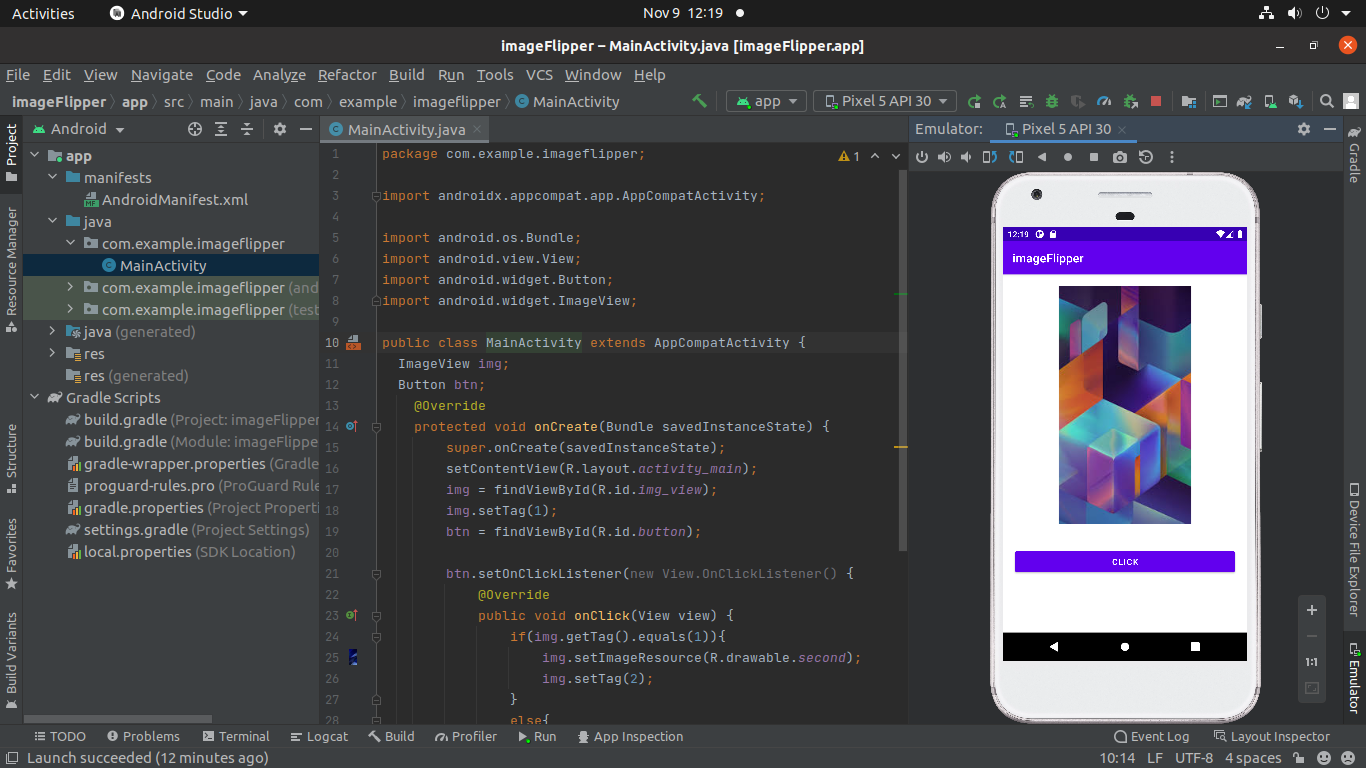 Activities Android Studio Nov 9 12:19
imageFlipper – MainActivity.java [imageFlipper.app]
File Edit View Navigate Code Analyze Refactor Build Run Tools VCS Window Help
imageFlipper app src main java com example imageflipper MainActivity app Pixel 5 API 30
Project
Resource Manager
Structure
Favorites
Build Variants
Android
app
manifests
AndroidManifest.xml
java
com.example.imageflipper
MainActivity
com.example.imageflipper (and
com.example.imageflipper (test
java (generated)
res
res (generated)
Gradle Scripts
build.gradle (Project: imageFlipper
build.gradle (Module: imageFlippe
gradle-wrapper.properties (Gradle
proguard-rules.pro (ProGuard Rule
gradle.properties (Project Properti
settings.gradle (Project Settings)
local.properties (SDK Location)
MainActivity.java
1
1 package com.example.imageflipper;
2
3 import androidx.appcompat.app.AppCompatActivity;
4
5 import android.os.Bundle;
6 import android.view.View;
7 import android.widget.Button;
8 import android.widget.ImageView;
9
10 public class MainActivity extends AppCompatActivity {
11 ImageView img;
12 Button btn;
13 @Override
14 protected void onCreate(Bundle savedInstanceState) {
15 super.onCreate(savedInstanceState);
16 setContentView(R.layout.activity_main);
17 img = findViewById(R.id.img_view);
18 img.setTag(1);
19 btn = findViewById(R.id.button);
20
21 btn.setOnClickListener(new View.OnClickListener() {
22 @Override
23 public void onClick(View view) {
24 if(img.getTag().equals(1)){
25 img.setImageResource(R.drawable.second);
26 img.setTag(2);
27 }
28 else{
Emulator: Pixel 5 API 30
12:19
imageFlipper
CLICK
1:1
Gradle
Device File Explorer
Emulator
TODO Problems Terminal Logcat Build Profiler Run App Inspection Event Log Layout Inspector
Launch succeeded (12 minutes ago) 10:14 LF UTF-8 4 spaces